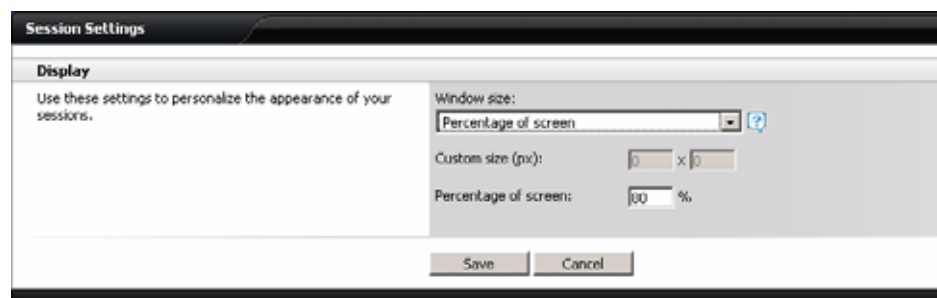 Session Settings
Display
Use these settings to personalize the appearance of your
sessions.
Window size:
Percentage of screen
Custom size (px): 0 x 0
Percentage of screen: 80 %
Save Cancel